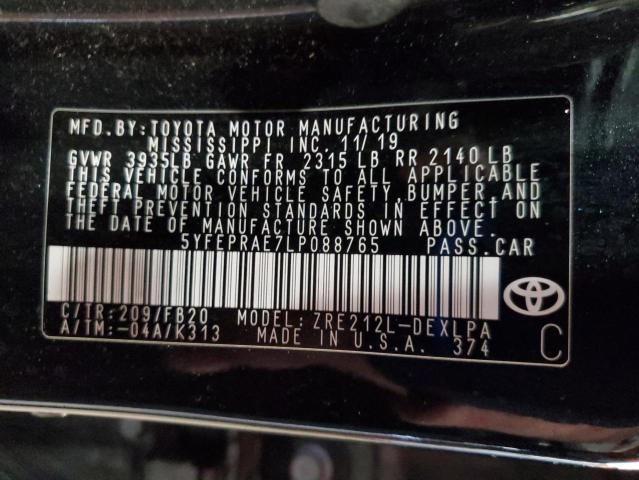 MFD.BY:TOYOTA MOTOR MANUFACTURING
MISSISSIPPI INC. 11/19
GVWR 3935LB GAWR FR 2315 LB RR 2140 LB
THIS VEHICLE CONFORMS TO ALL APPLICABLE
FEDERAL MOTOR VEHICLE SAFETY,BUMPER AND
THEFT PREVENTION STANDARDS IN EFFECT ON
THE DATE OF MANUFACTURE SHOWN ABOVE.
5YFEPRAE7LP088765 PASS.CAR
C/TR:209/FB20 ZRE212L-DEXLPA
A/TM:-04A/K313 MADE IN U.S.A. 374
C